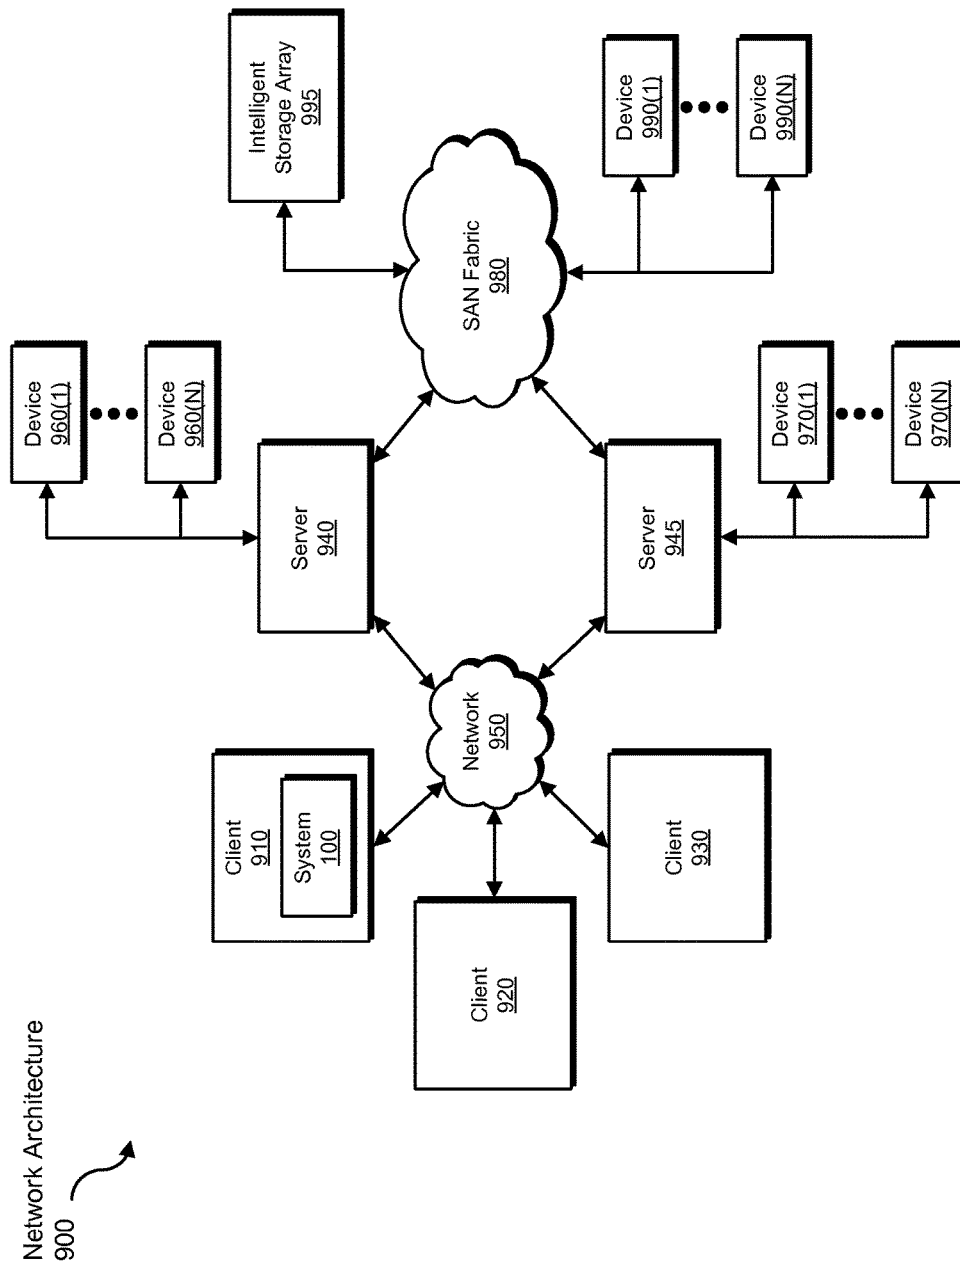 Network Architecture
900
Client
910
System
100
Client
920
Client
930
Network
950
Server
940
Server
945
Device
960(1)
Device
960(N)
Device
970(1)
Device
970(N)
SAN Fabric
980
Intelligent
Storage Array
995
Device
990(1)
Device
990(N)